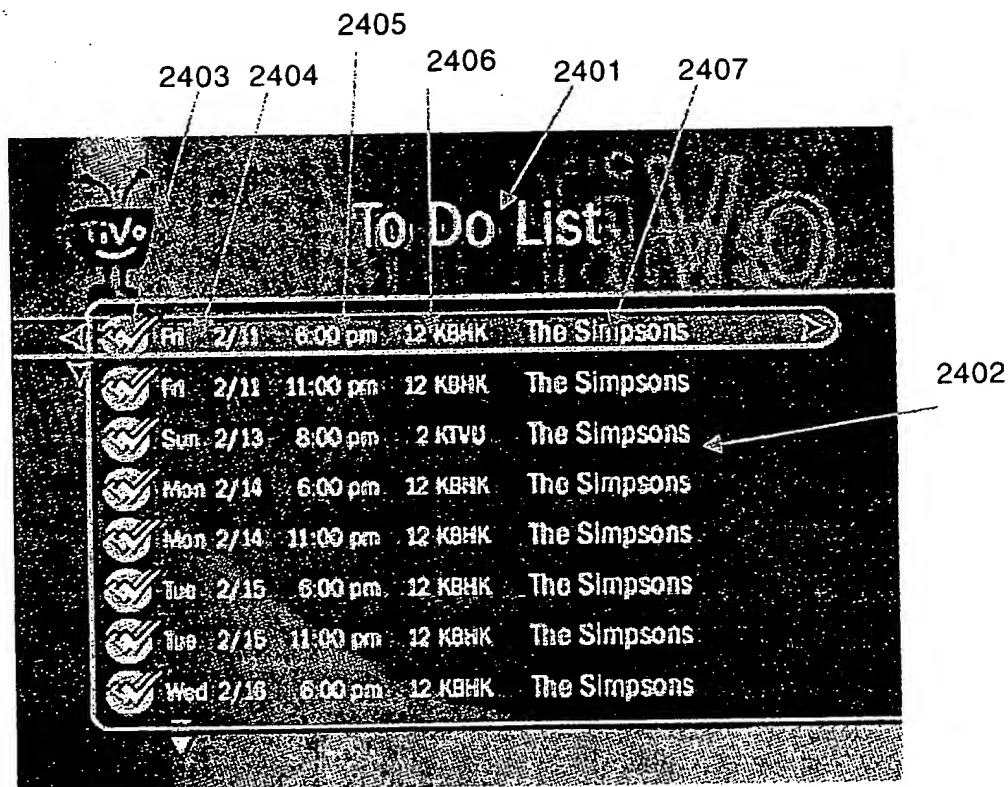 2405
2403 2404 2406 2401 2407
TiVo
To Do List
Fri 2/11 6:00 pm 12 KBHK The Simpsons
Fri 2/11 11:00 pm 12 KBHK The Simpsons
2402
Sun 2/13 8:00 pm 2 KTVU The Simpsons
Mon 2/14 6:00 pm 12 KBHK The Simpsons
Mon 2/14 11:00 pm 12 KBHK The Simpsons
Tue 2/15 6:00 pm 12 KBHK The Simpsons
Tue 2/15 11:00 pm 12 KBHK The Simpsons
Wed 2/16 6:00 pm 12 KBHK The Simpsons